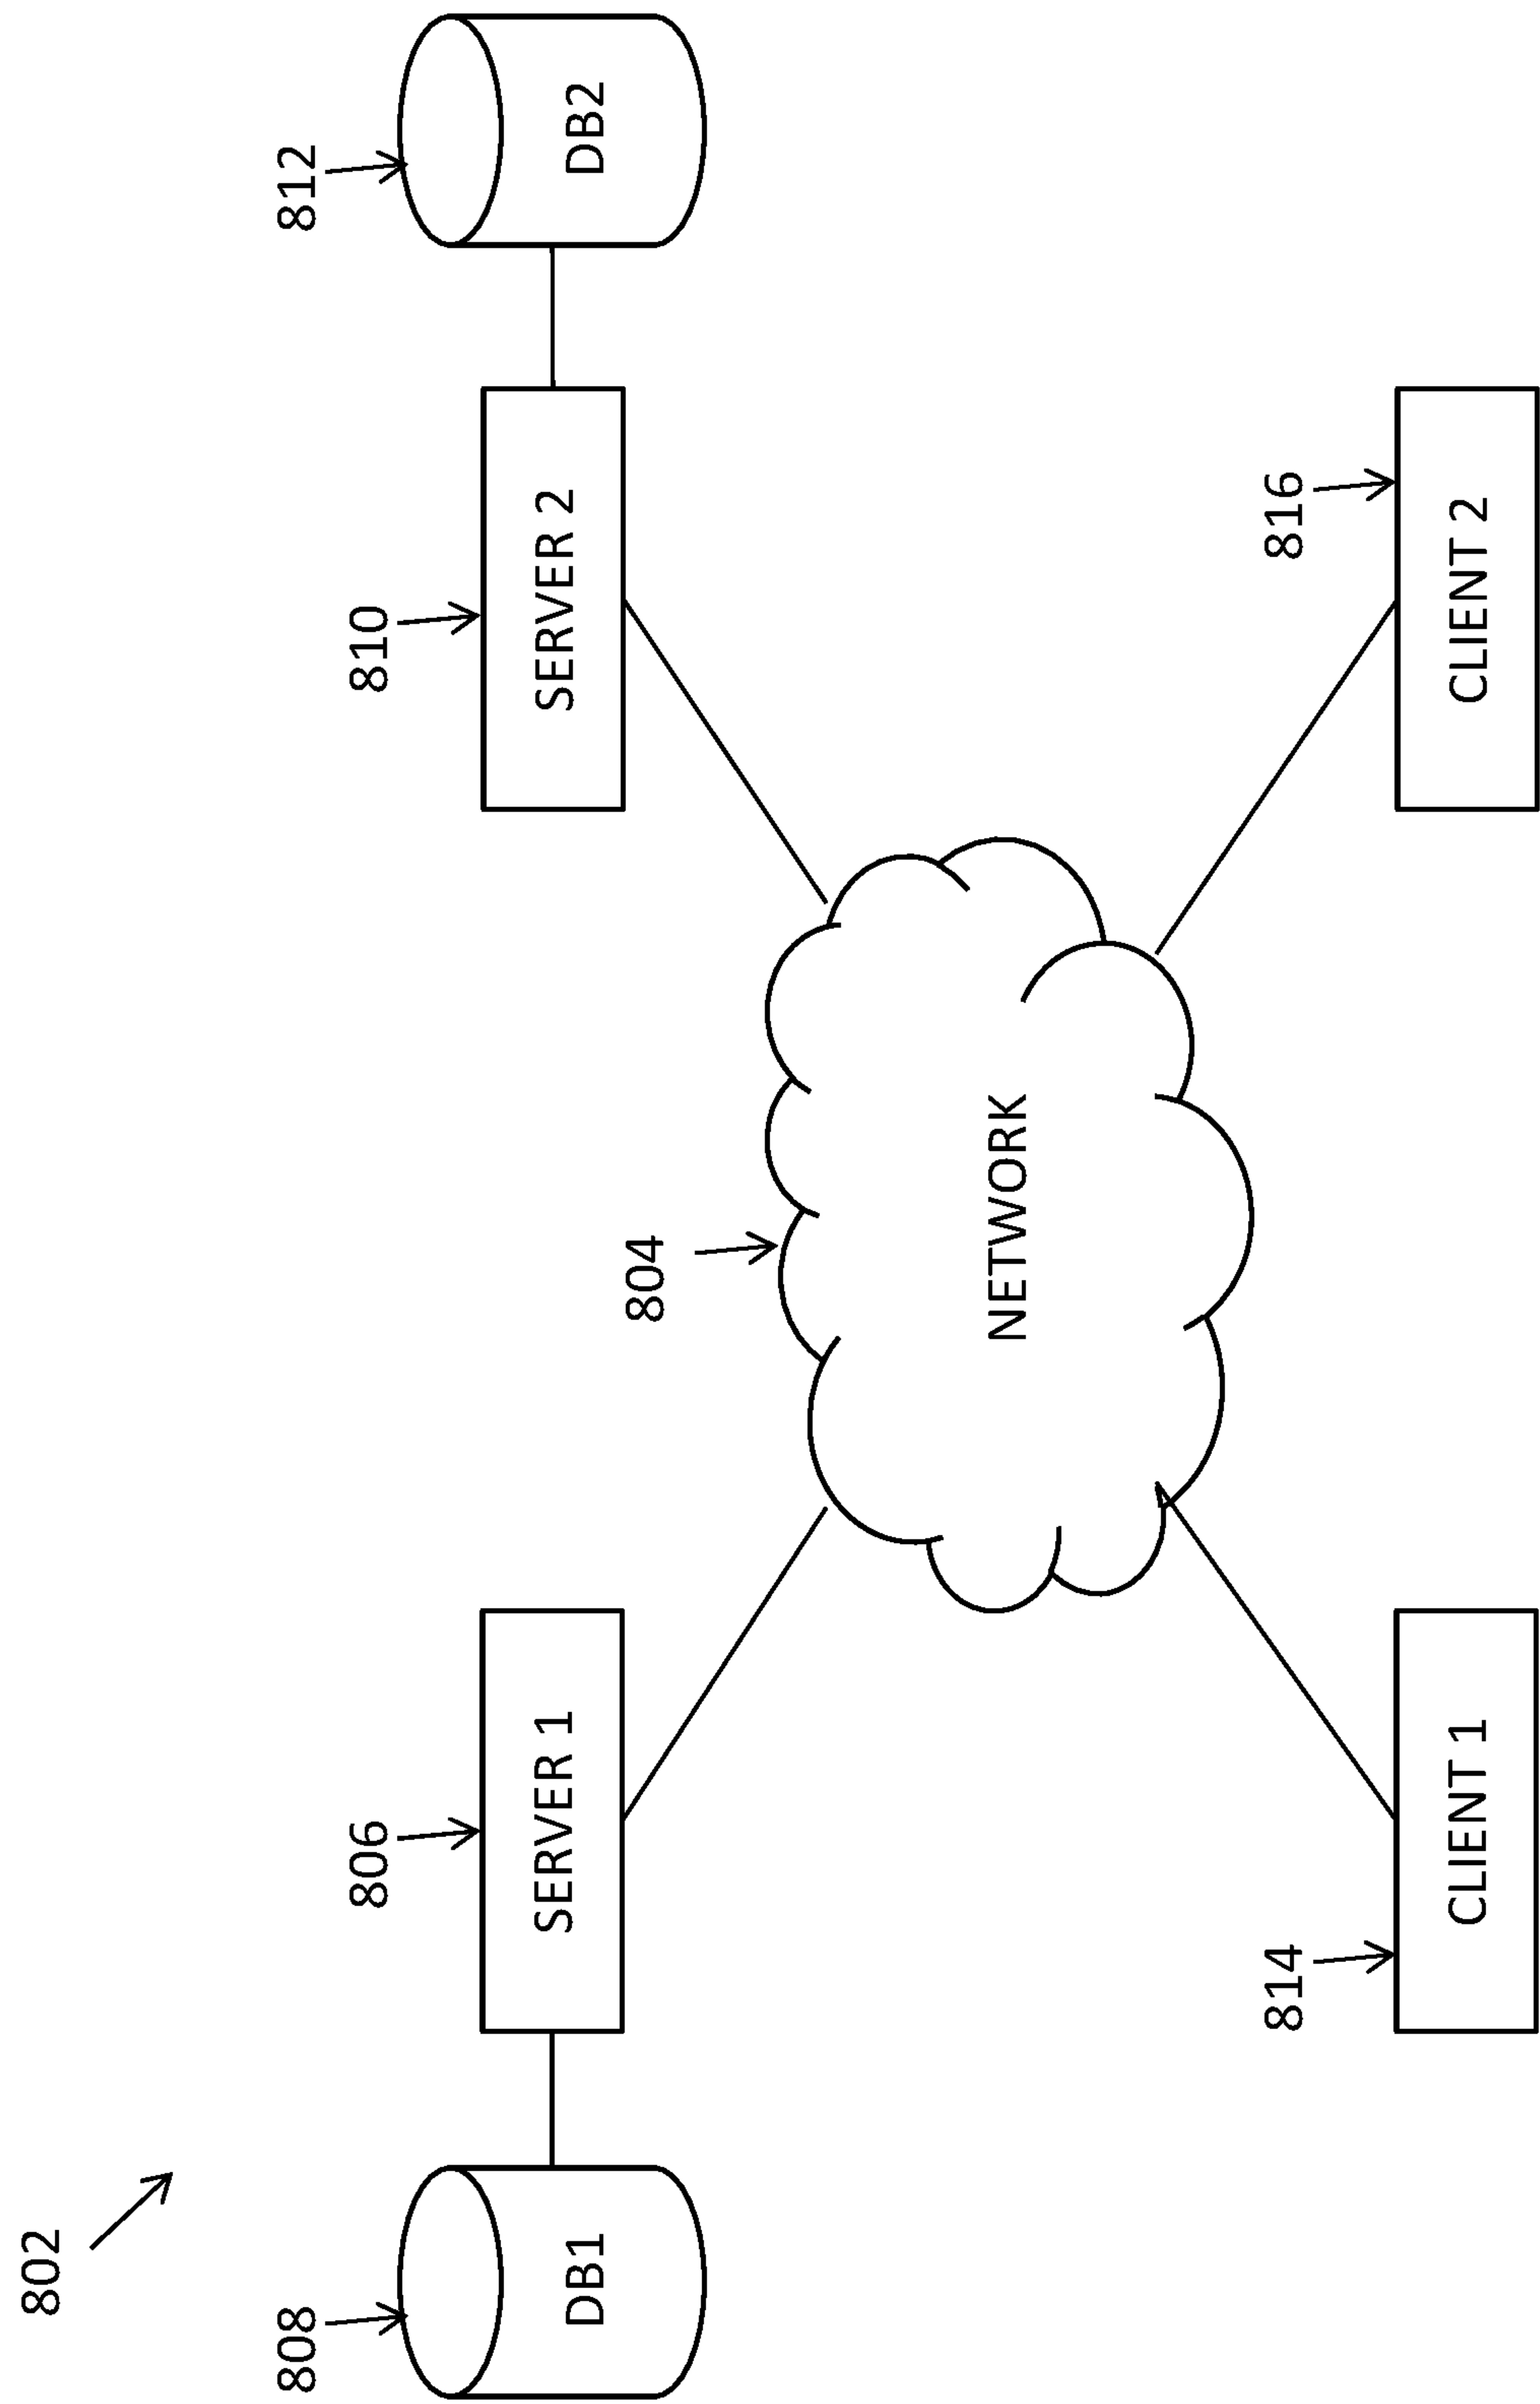 802
808
DB1
806
SERVER 1
810
SERVER 2
812
DB2
804
NETWORK
814
CLIENT 1
816
CLIENT 2